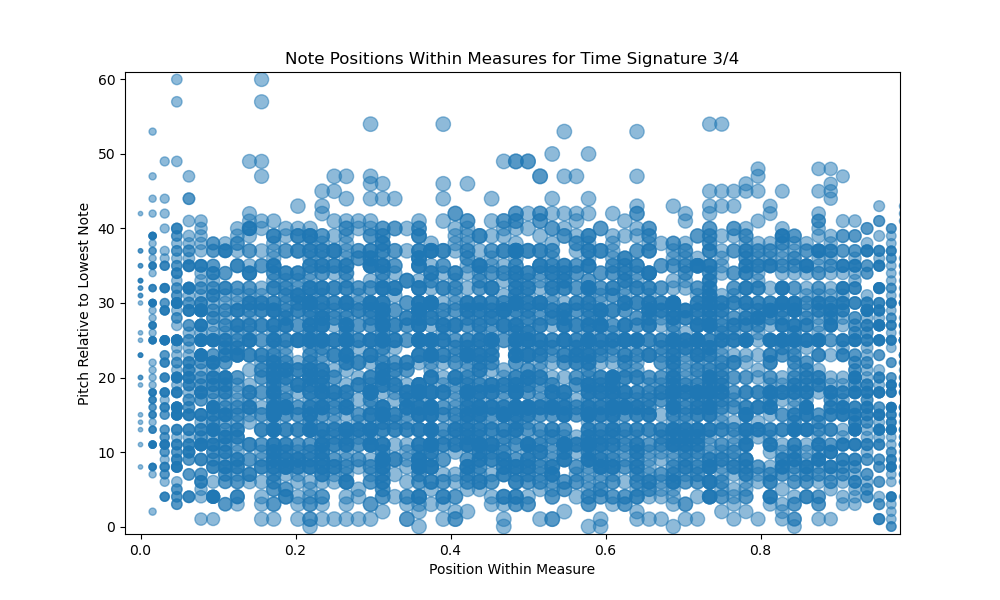 Note Positions Within Measures for Time Signature 3/4
60
50
40
30
20
10
0
Pitch Relative to Lowest Note
0.0 0.2 0.4 0.6 0.8
Position Within Measure